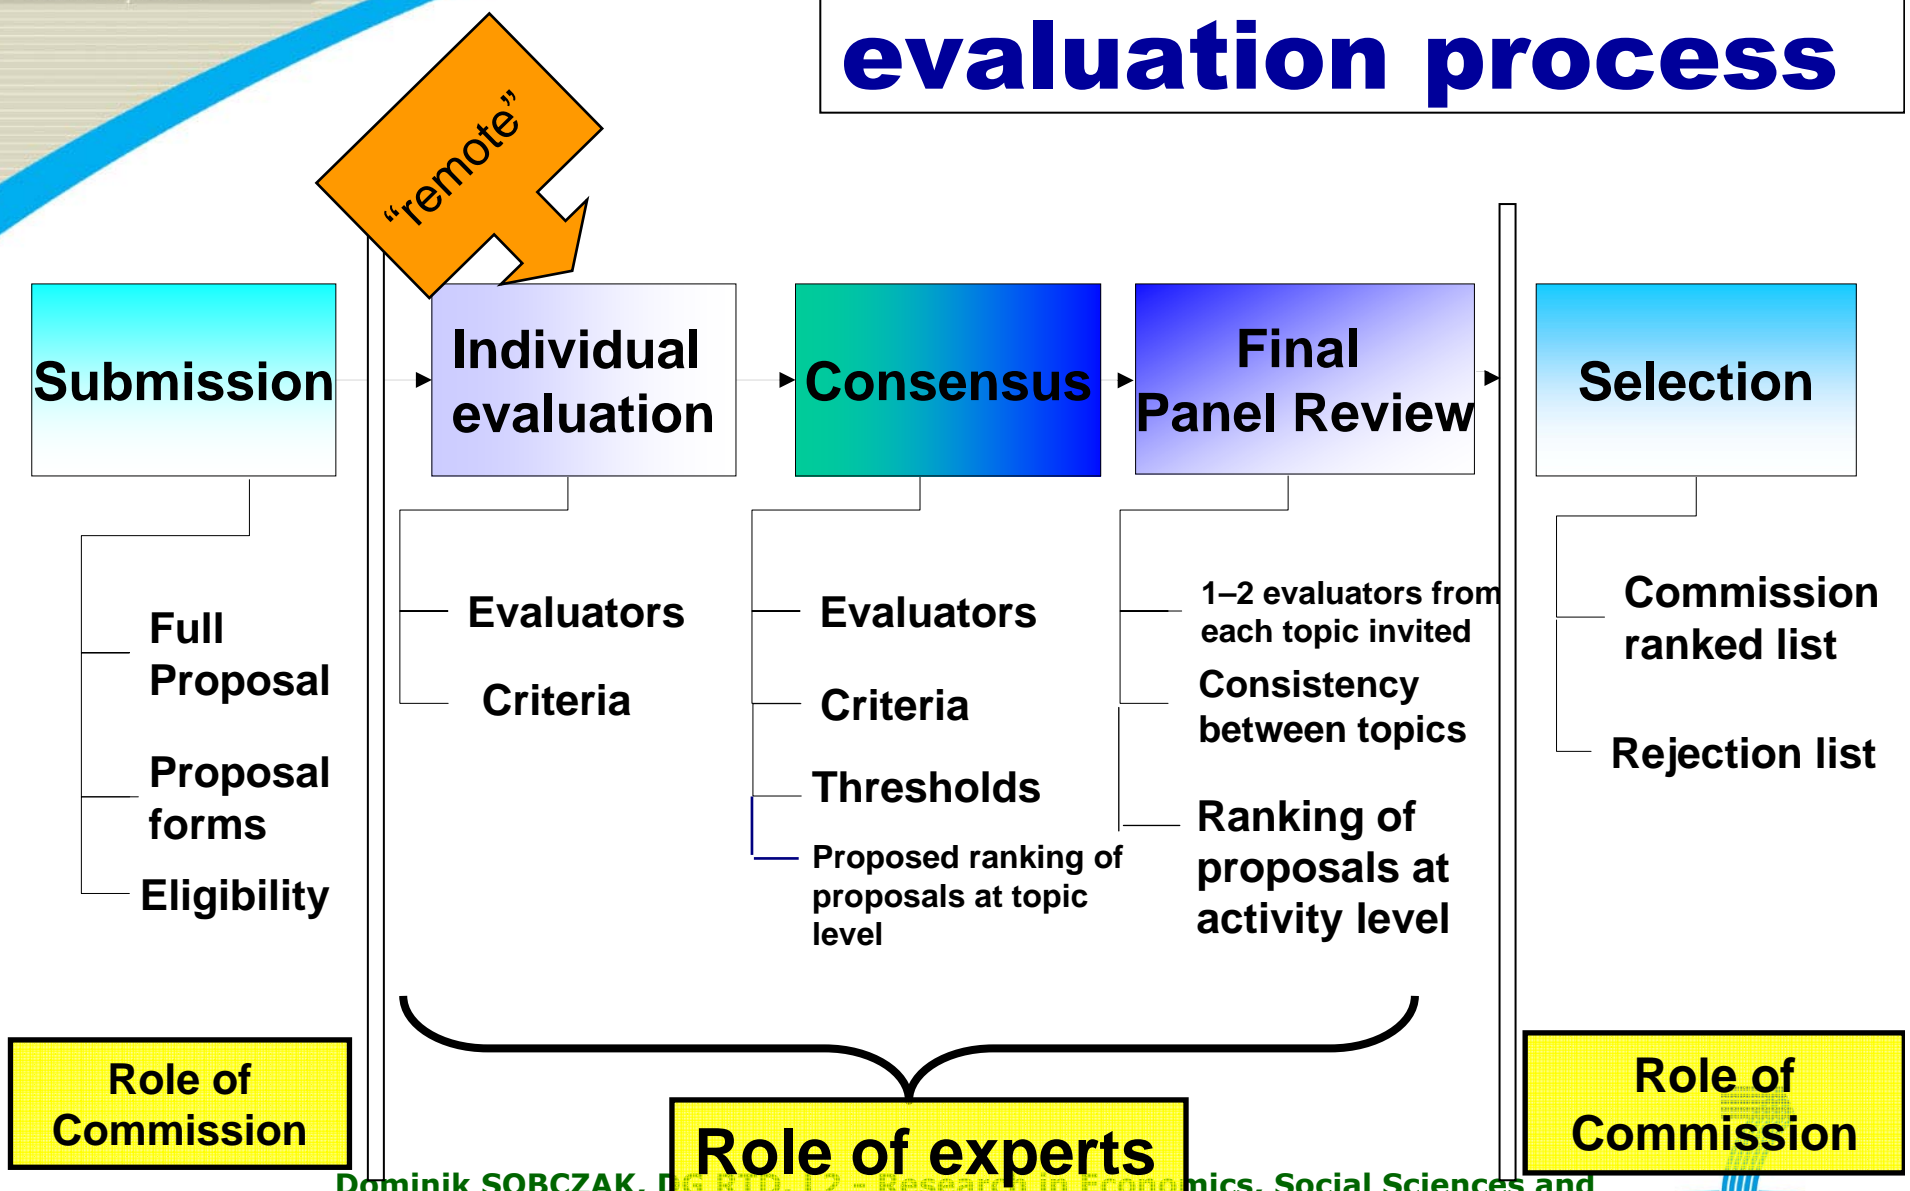 evaluation process
“remote”
Submission
Individual
evaluation
Consensus
Final
Panel Review
Selection
Full
Proposal
Proposal
forms
Eligibility
Evaluators
Criteria
Evaluators
Criteria
Thresholds
Proposed ranking of
proposals at topic
level
1–2 evaluators from
each topic invited
Consistency
between topics
Ranking of
proposals at
activity level
Commission
ranked list
Rejection list
Role of
Commission
Role of experts
Role of
Commission
Dominik SOBCZAK, DG RTD, L2 - Research in Economics, Social Sciences and